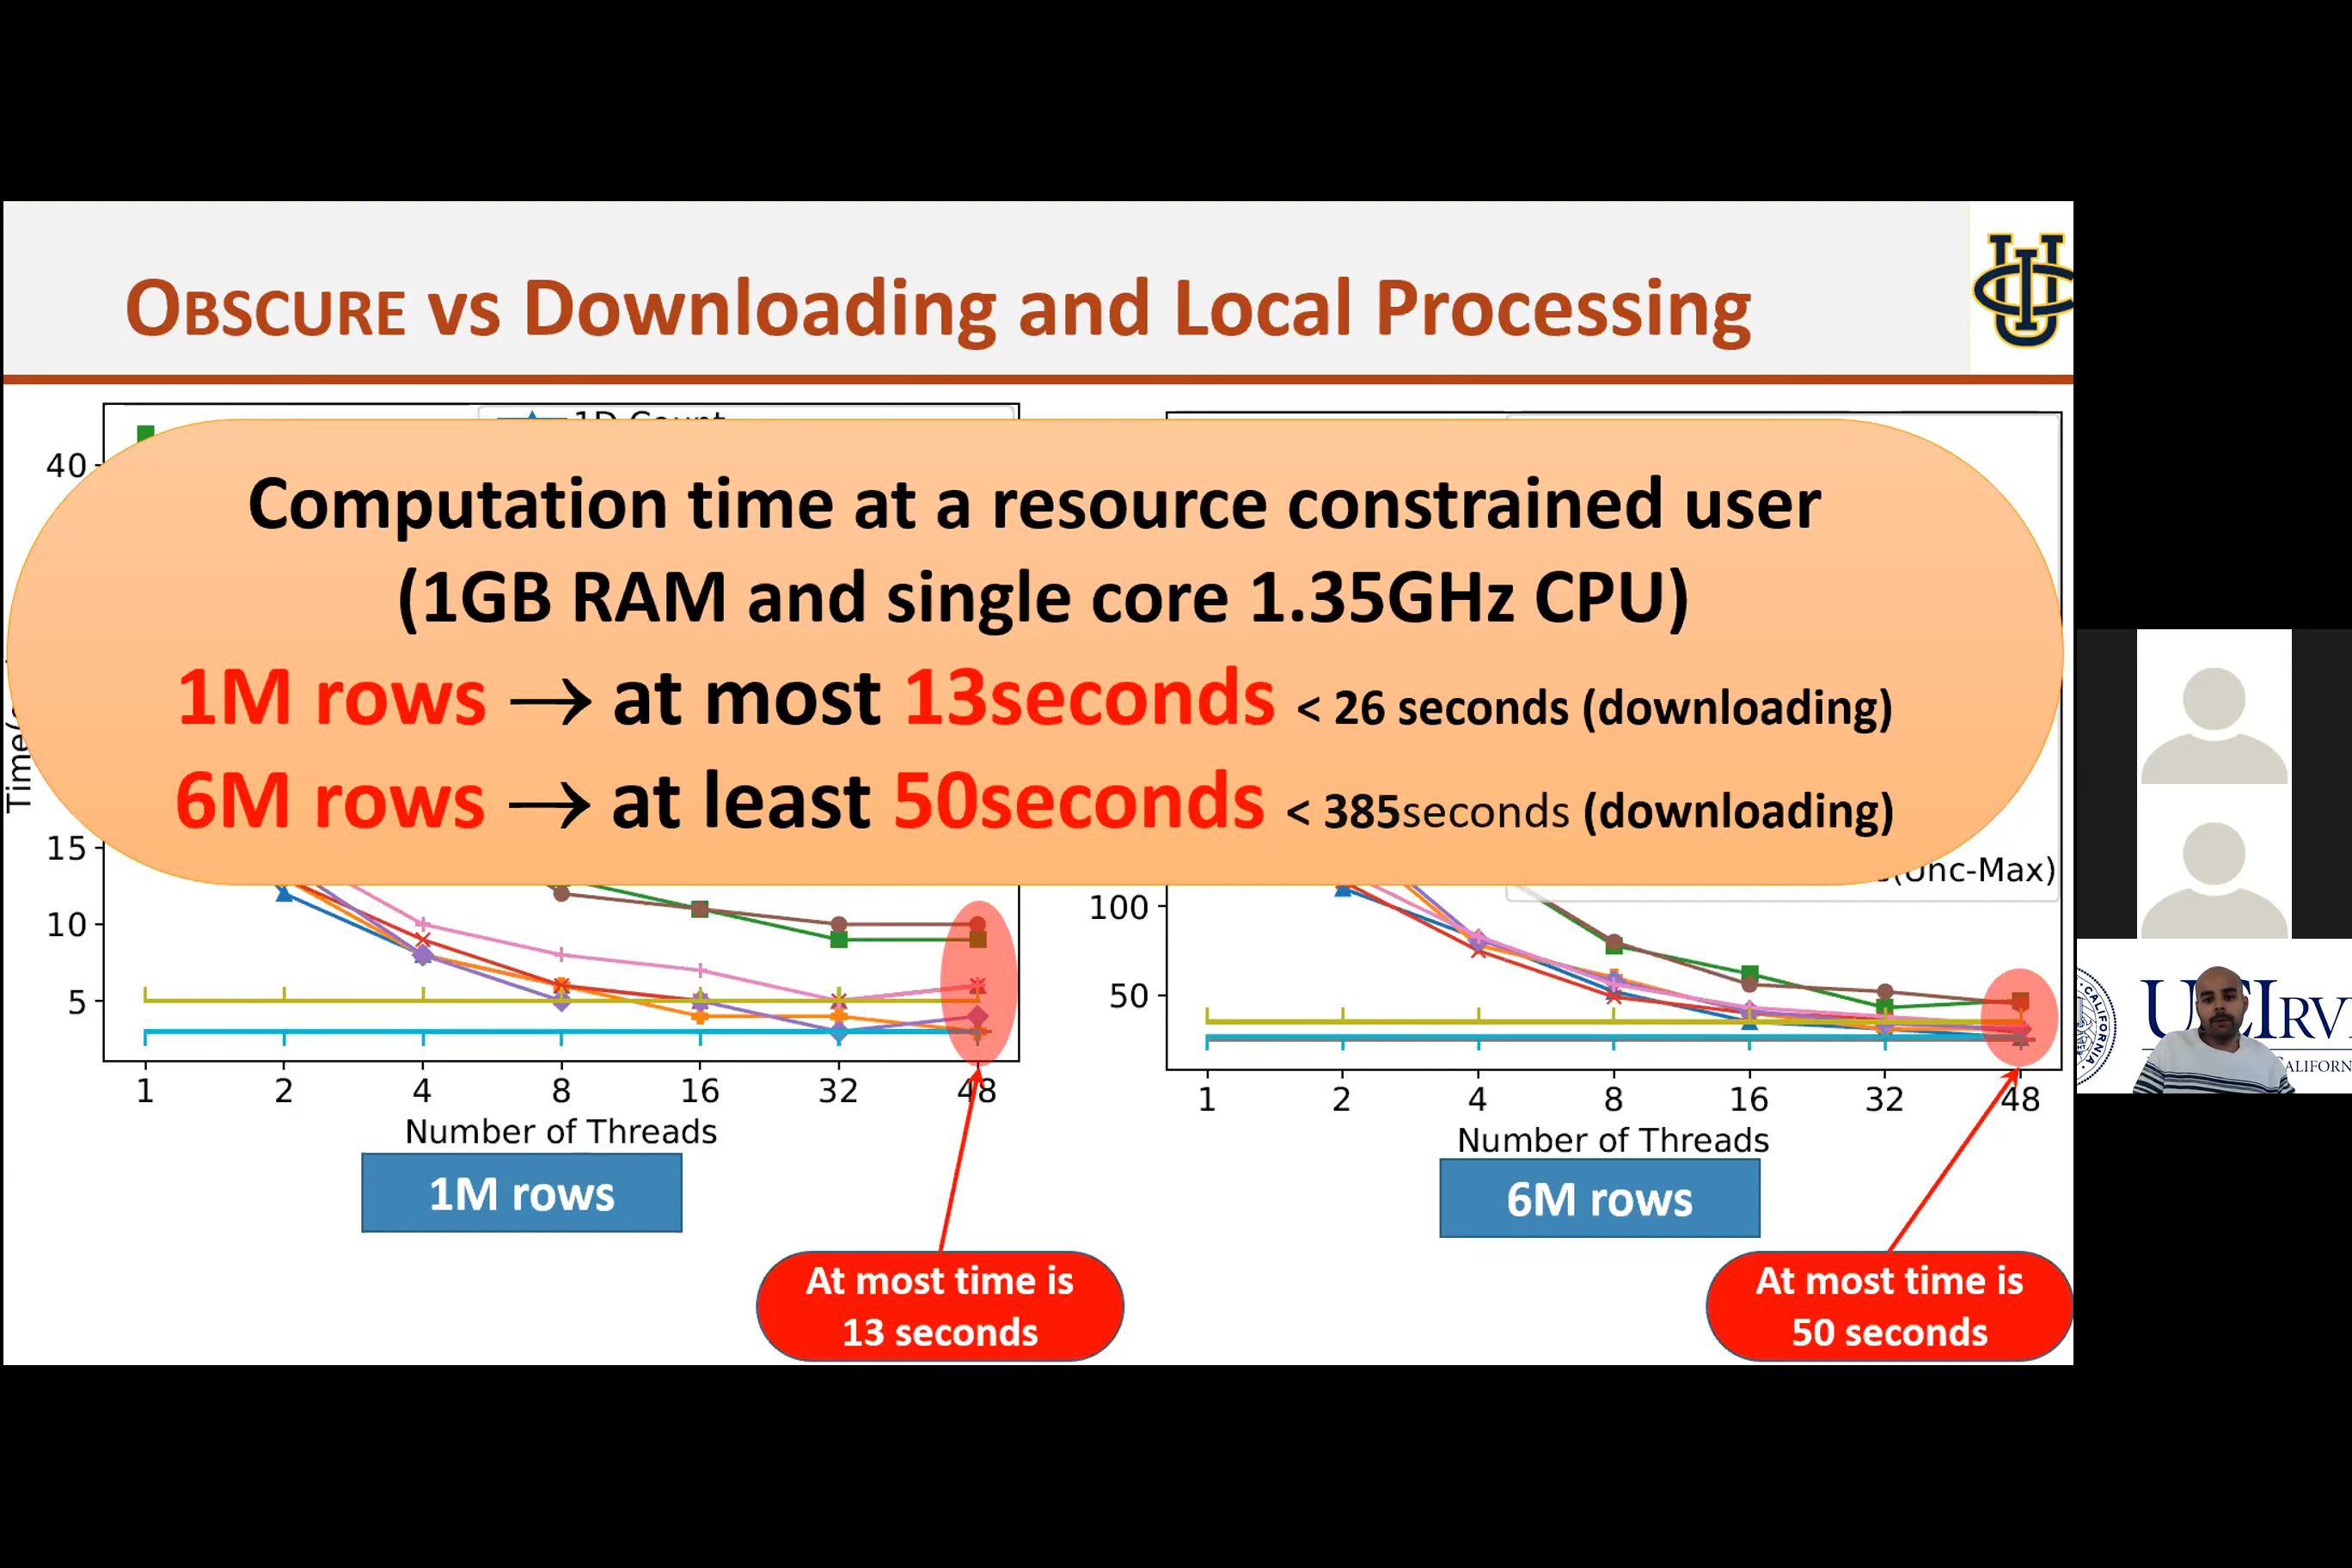 OBSCURE vs Downloading and Local Processing
1D Count
Computation time at a resource constrained user
(1GB RAM and single core 1.35GHz CPU)
1M rows → at most 13seconds < 26 seconds (downloading)
6M rows → at least 50seconds < 385seconds (downloading)
40
15
10
5
1 2 4 8 16 32 48
Number of Threads
1M rows
At most time is
13 seconds
(Unc-Max)
100
50
1 2 4 8 16 32 48
Number of Threads
6M rows
At most time is
50 seconds